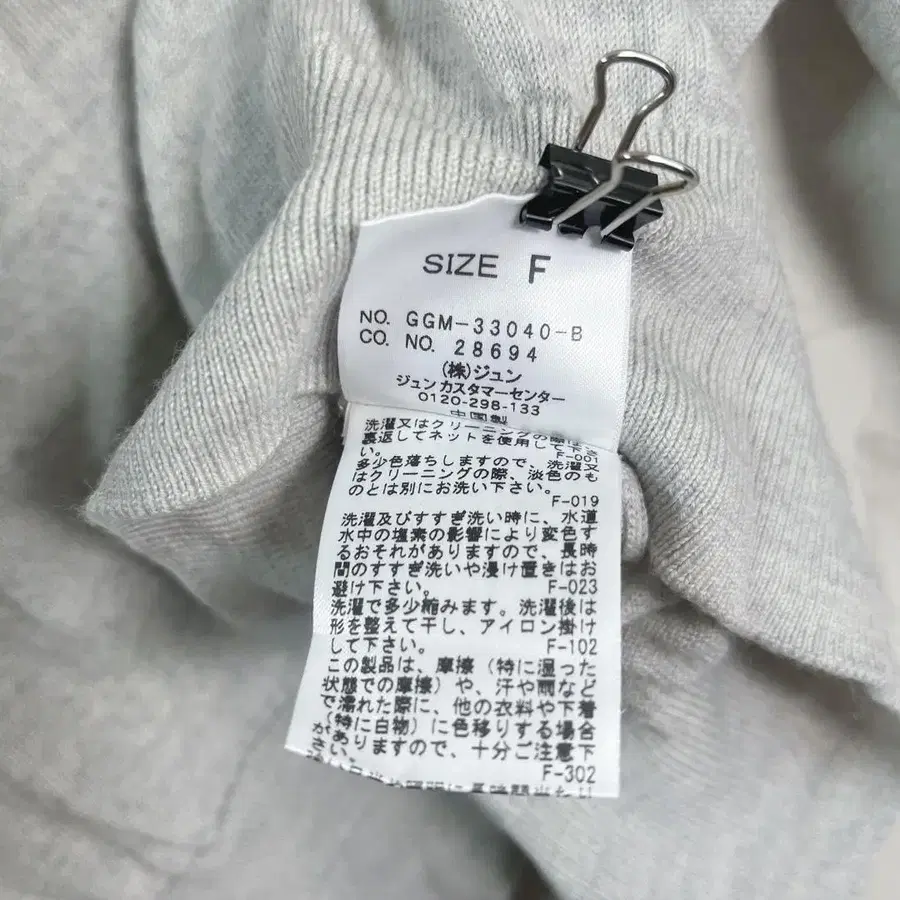 SIZE F
NO. GGM-33040-B
CO. NO. 28694
(株)ジュン
ジュン カスタマーセンター
0120-298-133
中国製
洗濯又はクリーニングの際は
裏返してネットを使用して下さ
い。 F-001
多少色落ちしますので、洗濯又
はクリーニングの際、淡色のも
のとは別にお洗い下さい。
F-019
洗濯及びすすぎ洗い時に、水道
水中の塩素の影響により変色す
るおそれがありますので、長時
間のすすぎ洗いや浸け置きはお
避け下さい。 F-023
洗濯で多少縮みます。洗濯後は
形を整えて干し、アイロン掛け
して下さい。 F-102
この製品は、摩擦（特に湿った
状態での摩擦）や、汗や雨など
で濡れた際に、他の衣料や下着
（特に白物）に色移りする場合
がありますので、十分ご注意下
さい。 F-302